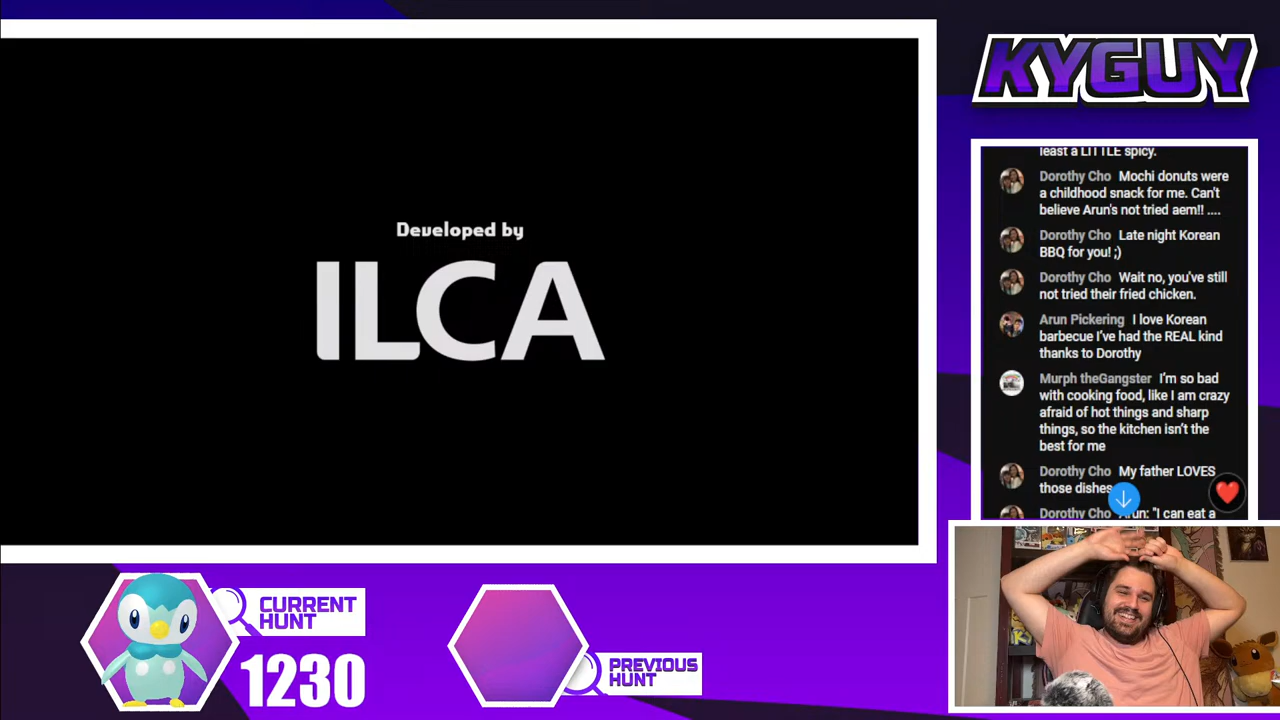 KYGUY
Developed by
ILCA
least a LITTLE spicy.
Dorothy Cho Mochi donuts were
a childhood snack for me. Can't
believe Arun's not tried aem!! ....
Dorothy Cho Late night Korean
BBQ for you! ;)
Dorothy Cho Wait no, you've still
not tried their fried chicken.
Arun Pickering I love Korean
barbecue I've had the REAL kind
thanks to Dorothy
Murph theGangster I'm so bad
with cooking food, like I am crazy
afraid of hot things and sharp
things, so the kitchen isn't the
best for me
Dorothy Cho My father LOVES
those dishes
Dorothy Cho Arun: "I can eat a
CURRENT
HUNT
1230
PREVIOUS
HUNT